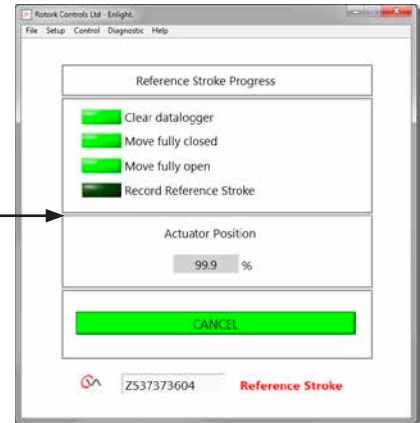 Rotork Controls Ltd - Enlight
File Setup Control Diagnostic Help
Reference Stroke Progress
Clear datalogger
Move fully closed
Move fully open
Record Reference Stroke
Actuator Position
99.9 %
CANCEL
Z537373604 Reference Stroke